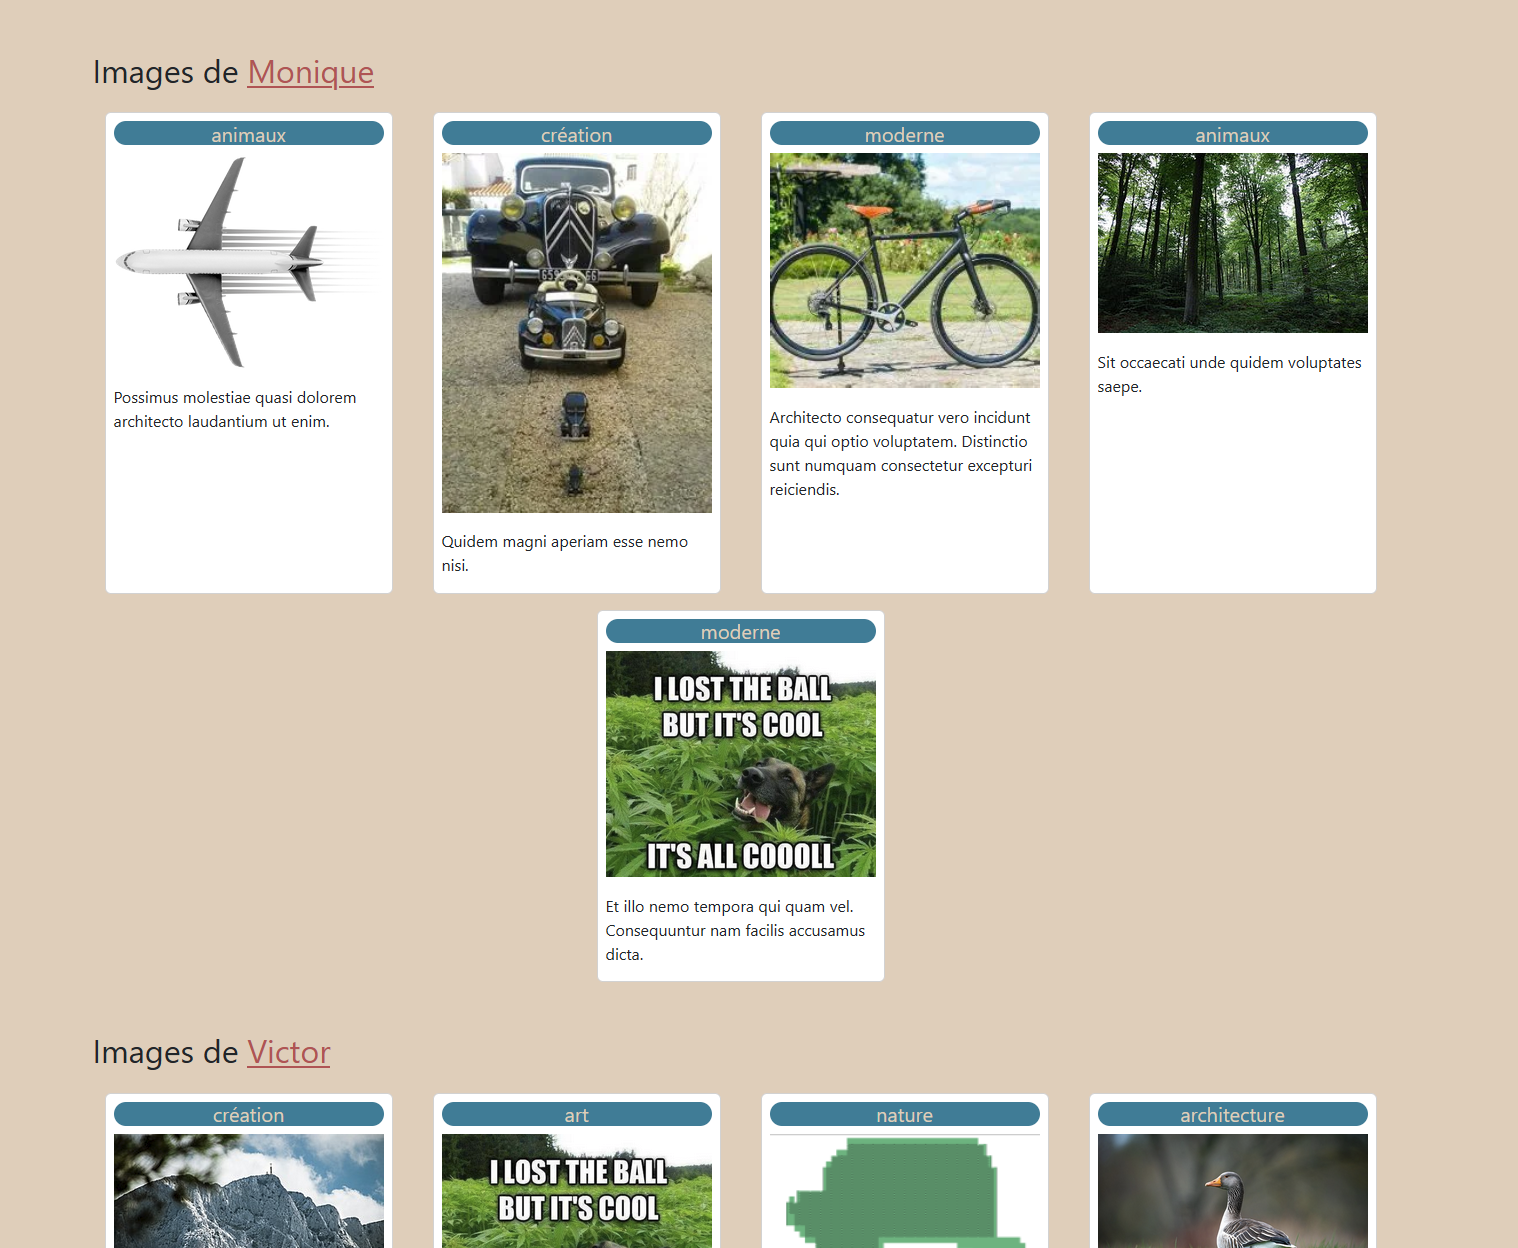 Images de Monique
animaux
création
moderne
animaux
Possimus molestiae quasi dolorem
architecto laudantium ut enim.
Quidem magni aperiam esse nemo
nisi.
Architecto consequatur vero incidunt
quia qui optio voluptatem. Distinctio
sunt numquam consectetur excepturi
reiciendis.
Sit occaecati unde quidem voluptates
saepe.
moderne
I LOST THE BALL
BUT IT'S COOL
IT'S ALL COOOLL
Et illo nemo tempora qui quam vel.
Consequuntur nam facilis accusamus
dicta.
Images de Victor
création
art
nature
architecture
I LOST THE BALL
BUT IT'S COOL